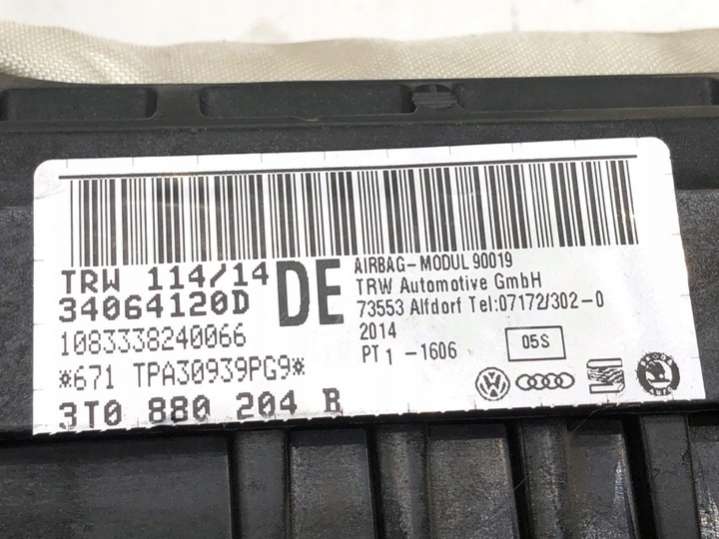 TRW 114/14
34064120D
DE
1083338240066
*671 TPA30939PG9*
3T0 880 204 B
AIRBAG-MODUL 90019
TRW Automotive GmbH
73553 Alfdorf Tel:07172/302-0
2014
PT1 -1606
05S